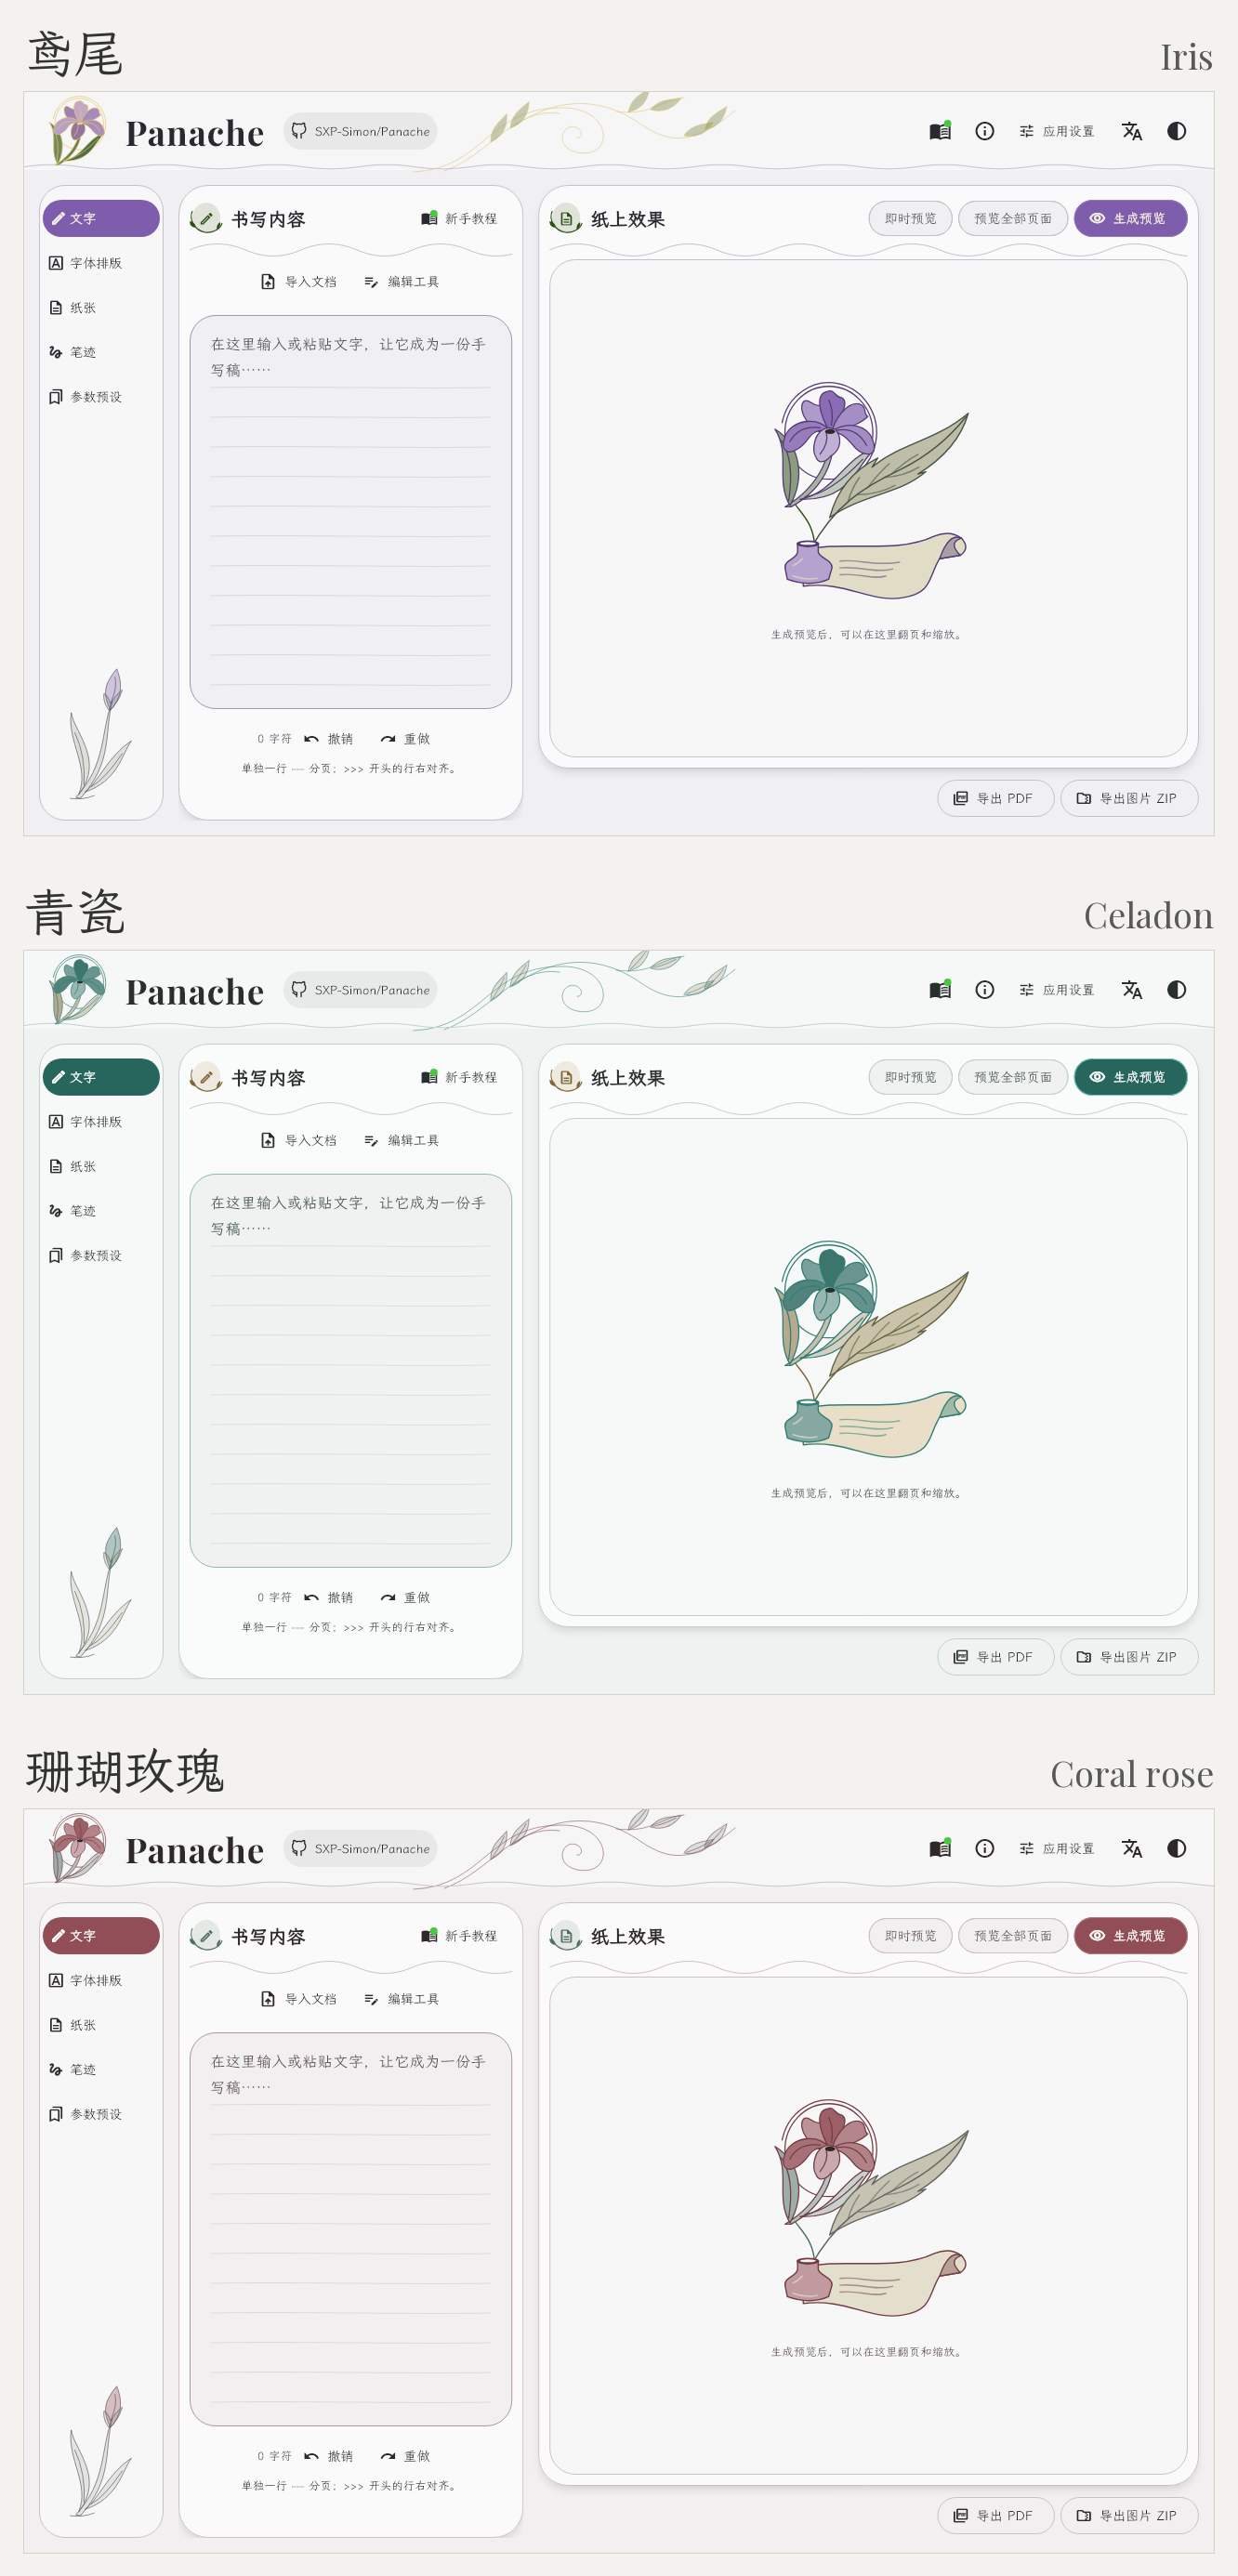 鸢尾
Iris
Panache
SXP-Simon/Panache
应用设置
文字
字体排版
纸张
笔迹
参数预设
书写内容
新手教程
导入文档
编辑工具
在这里输入或粘贴文字，让它成为一份手
写稿……
0 字符
撤销
重做
单独一行 --- 分页；>>> 开头的行右对齐。
纸上效果
即时预览
预览全部页面
生成预览
生成预览后，可以在这里翻页和缩放。
导出 PDF
导出图片 ZIP
青瓷
Celadon
Panache
SXP-Simon/Panache
应用设置
文字
字体排版
纸张
笔迹
参数预设
书写内容
新手教程
导入文档
编辑工具
在这里输入或粘贴文字，让它成为一份手
写稿……
0 字符
撤销
重做
单独一行 --- 分页；>>> 开头的行右对齐。
纸上效果
即时预览
预览全部页面
生成预览
生成预览后，可以在这里翻页和缩放。
导出 PDF
导出图片 ZIP
珊瑚玫瑰
Coral rose
Panache
SXP-Simon/Panache
应用设置
文字
字体排版
纸张
笔迹
参数预设
书写内容
新手教程
导入文档
编辑工具
在这里输入或粘贴文字，让它成为一份手
写稿……
0 字符
撤销
重做
单独一行 --- 分页；>>> 开头的行右对齐。
纸上效果
即时预览
预览全部页面
生成预览
生成预览后，可以在这里翻页和缩放。
导出 PDF
导出图片 ZIP